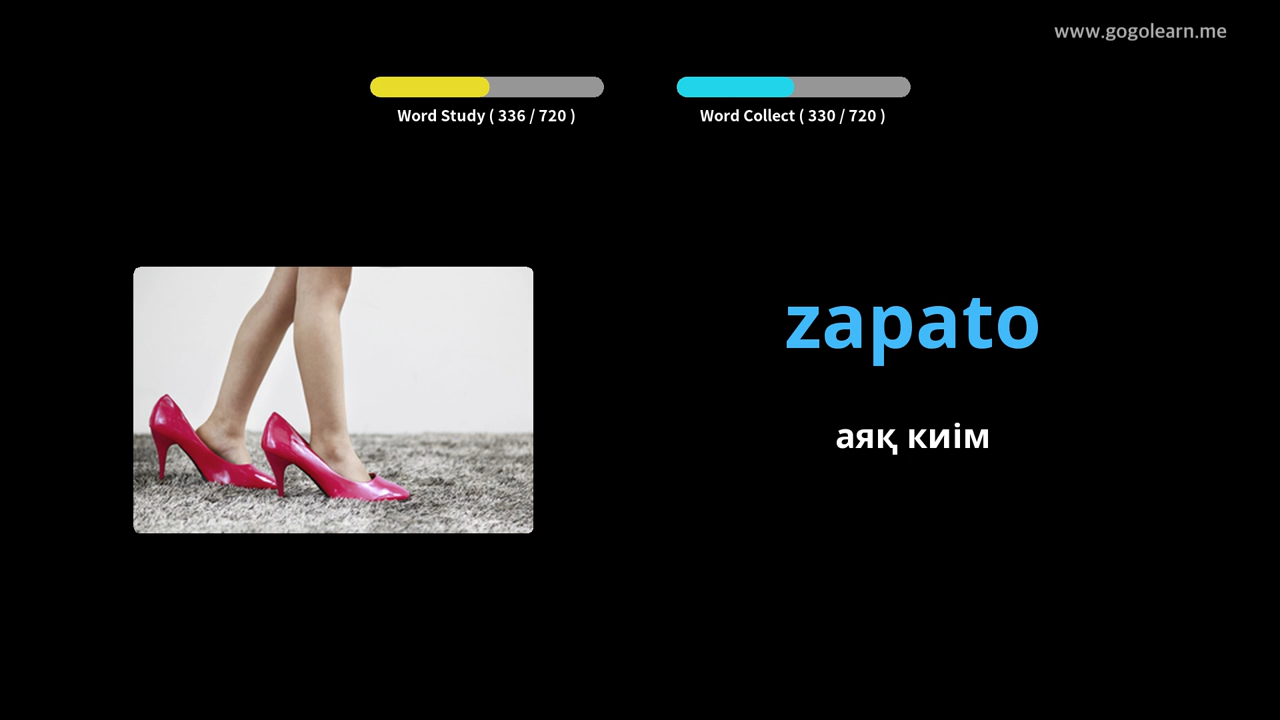 www.gogolearn.me
Word Study ( 336 / 720 )
Word Collect ( 330 / 720 )
zapato
аяқ киім